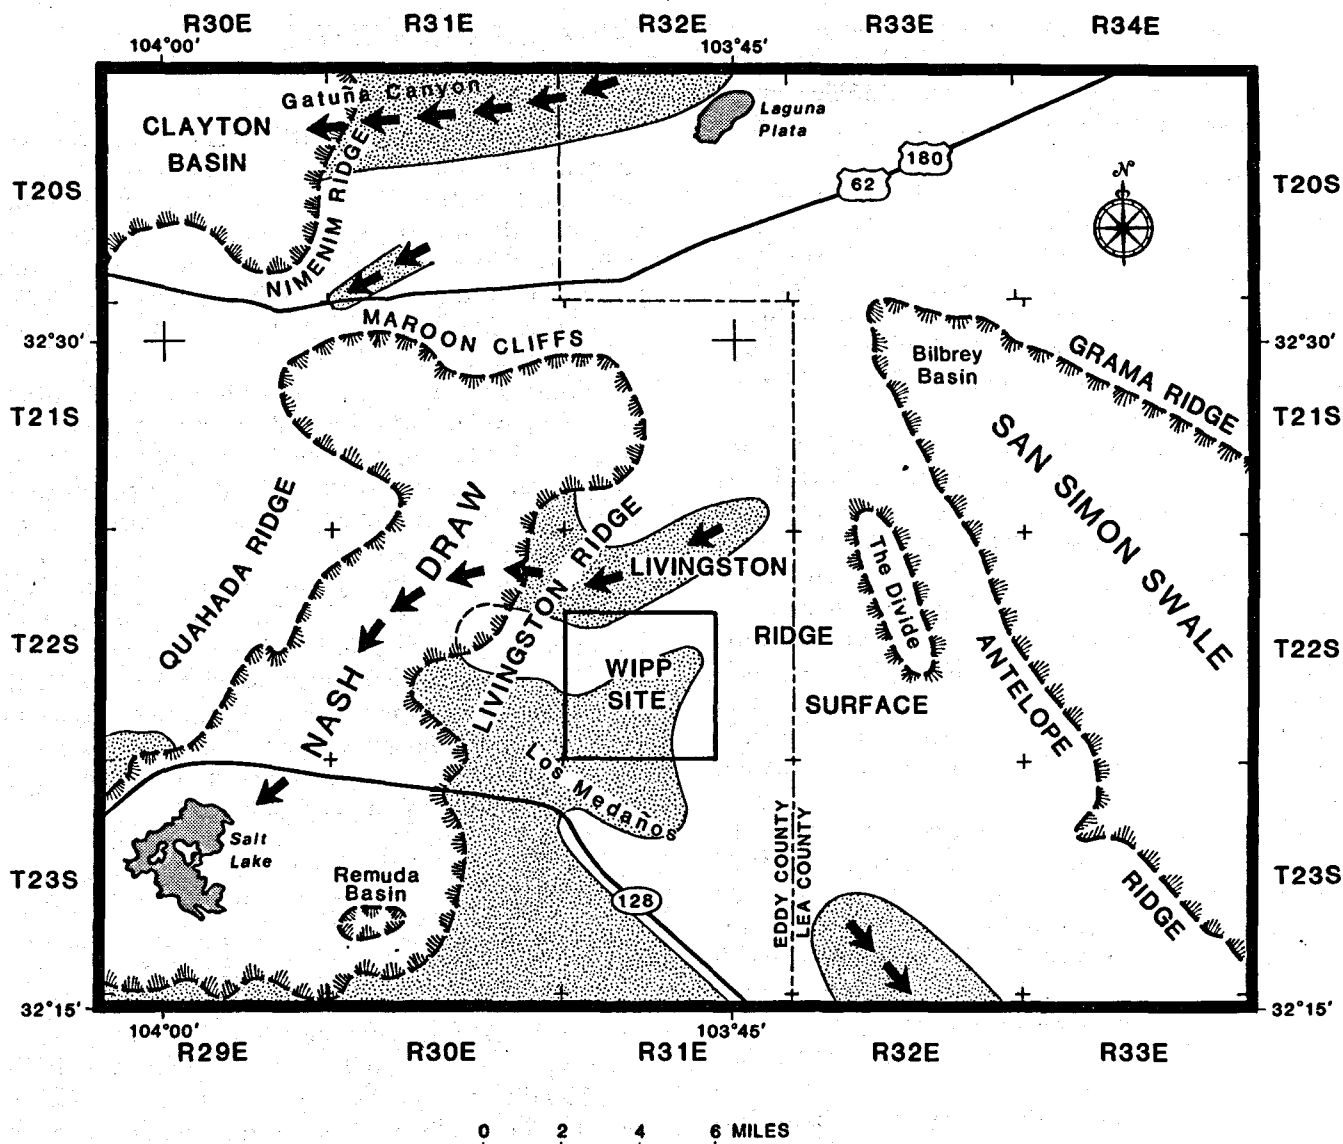 R30E R31E R32E R33E R34E
104°00' 103°45'
Gatuna Canyon
CLAYTON
BASIN
Laguna
Plata
180
62
N
T20S T20S
NIMENIM RIDGE
MAROON CLIFFS
32°30' 32°30'
Bilbrey
Basin
GRAMA RIDGE
T21S T21S
SAN SIMON SWALE
QUAHADA RIDGE
NASH DRAW
LIVINGSTON RIDGE
LIVINGSTON
RIDGE
SURFACE
The Divide
ANTELOPE
RIDGE
T22S T22S
WIPP
SITE
Los Medanos
EDDY COUNTY
LEA COUNTY
Salt
Lake
Remuda
Basin
128
T23S T23S
32°15' 32°15'
104°00' 103°45'
R29E R30E R31E R32E R33E
0 2 4 6 MILES